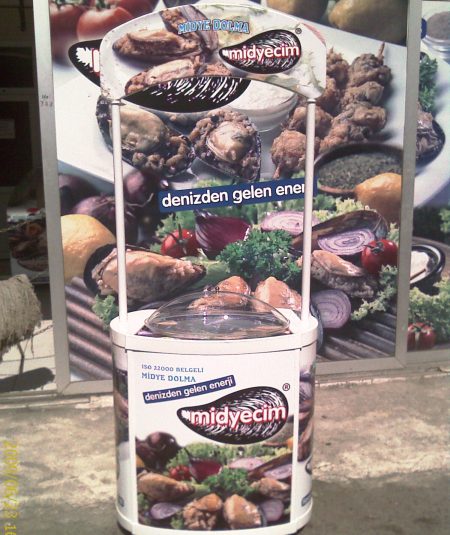 MİDYE DOLMA
midyecim®
denizden gelen ener
ISO 22000 BELGELİ
MİDYE DOLMA
denizden gelen enerji
midyecim®